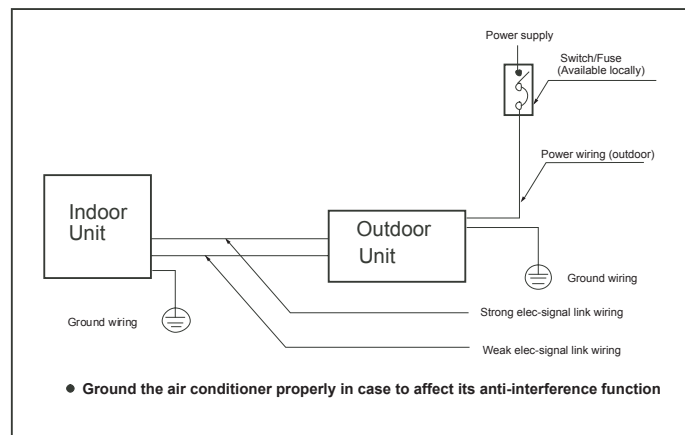 Power supply
Switch/Fuse
(Available locally)
Power wiring (outdoor)
Indoor
Unit
Outdoor
Unit
Ground wiring
Ground wiring
Strong elec-signal link wiring
Weak elec-signal link wiring
● Ground the air conditioner properly in case to affect its anti-interference function